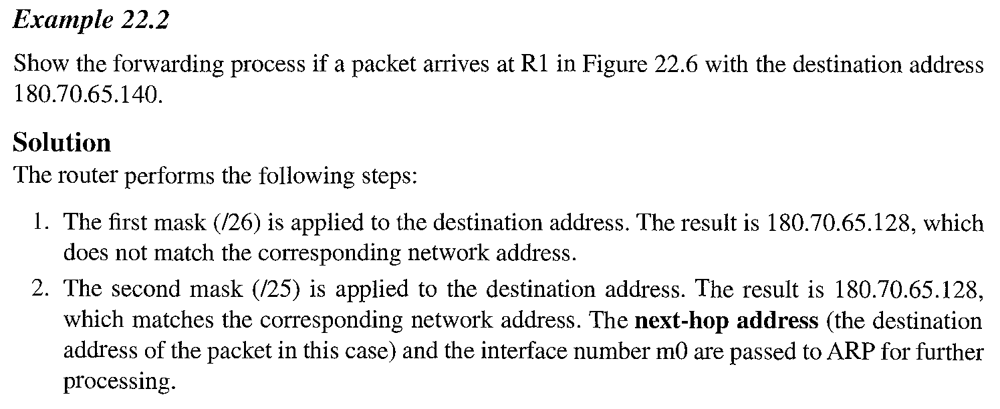 Example 22.2
Show the forwarding process if a packet arrives at R1 in Figure 22.6 with the destination address
180.70.65.140.
Solution
The router performs the following steps:
1. The first mask (/26) is applied to the destination address. The result is 180.70.65.128, which
does not match the corresponding network address.
2. The second mask (/25) is applied to the destination address. The result is 180.70.65.128,
which matches the corresponding network address. The next-hop address (the destination
address of the packet in this case) and the interface number m0 are passed to ARP for further
processing.